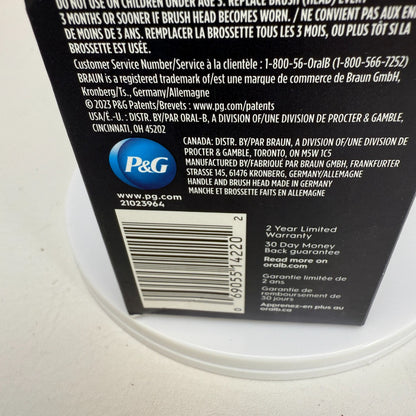 DO NOT USE ON CHILDREN UNDER AGE 3. REPLACE BRUSH (HEAD) EVERY
3 MONTHS OR SOONER IF BRUSH HEAD BECOMES WORN. / NE CONVIENT PAS AUX ENF
DE MOINS DE 3 ANS. REMPLACER LA BROSSETTE TOUS LES 3 MOIS, OU PLUS TÔT SI LA
BROSSETTE EST USÉE.
Customer Service Number/Service à la clientèle : 1-800-56-OralB (1-800-566-7252)
BRAUN is a registered trademark of/est une marque de commerce de Braun GmbH,
Kronberg/Ts., Germany/Allemagne
© 2023 P&G Patents/Brevets : www.pg.com/patents
USA/É.-U. : DISTR. BY/PAR ORAL-B, A DIVISION OF/UNE DIVISION DE PROCTER & GAMBLE,
CINCINNATI, OH 45202
CANADA: DISTR. BY/PAR BRAUN, A DIVISION OF/UNE DIVISION DE
PROCTER & GAMBLE, TORONTO, ON M5W 1C5
MANUFACTURED BY/FABRIQUÉ PAR BRAUN GMBH, FRANKFURTER
STRASSE 145, 61476 KRONBERG, GERMANY/ALLEMAGNE
HANDLE AND BRUSH HEAD MADE IN GERMANY
MANCHE ET BROSSETTE FAITS EN ALLEMAGNE
P&G
www.pg.com
21023964
0 69055 14220 2
2 Year Limited
Warranty
30 Day Money
Back guarantee
Read more on
oralb.com
Garantie limitée de
2 ans
Garantie de
remboursement de
30 jours
Apprenez-en plus au
oralb.ca